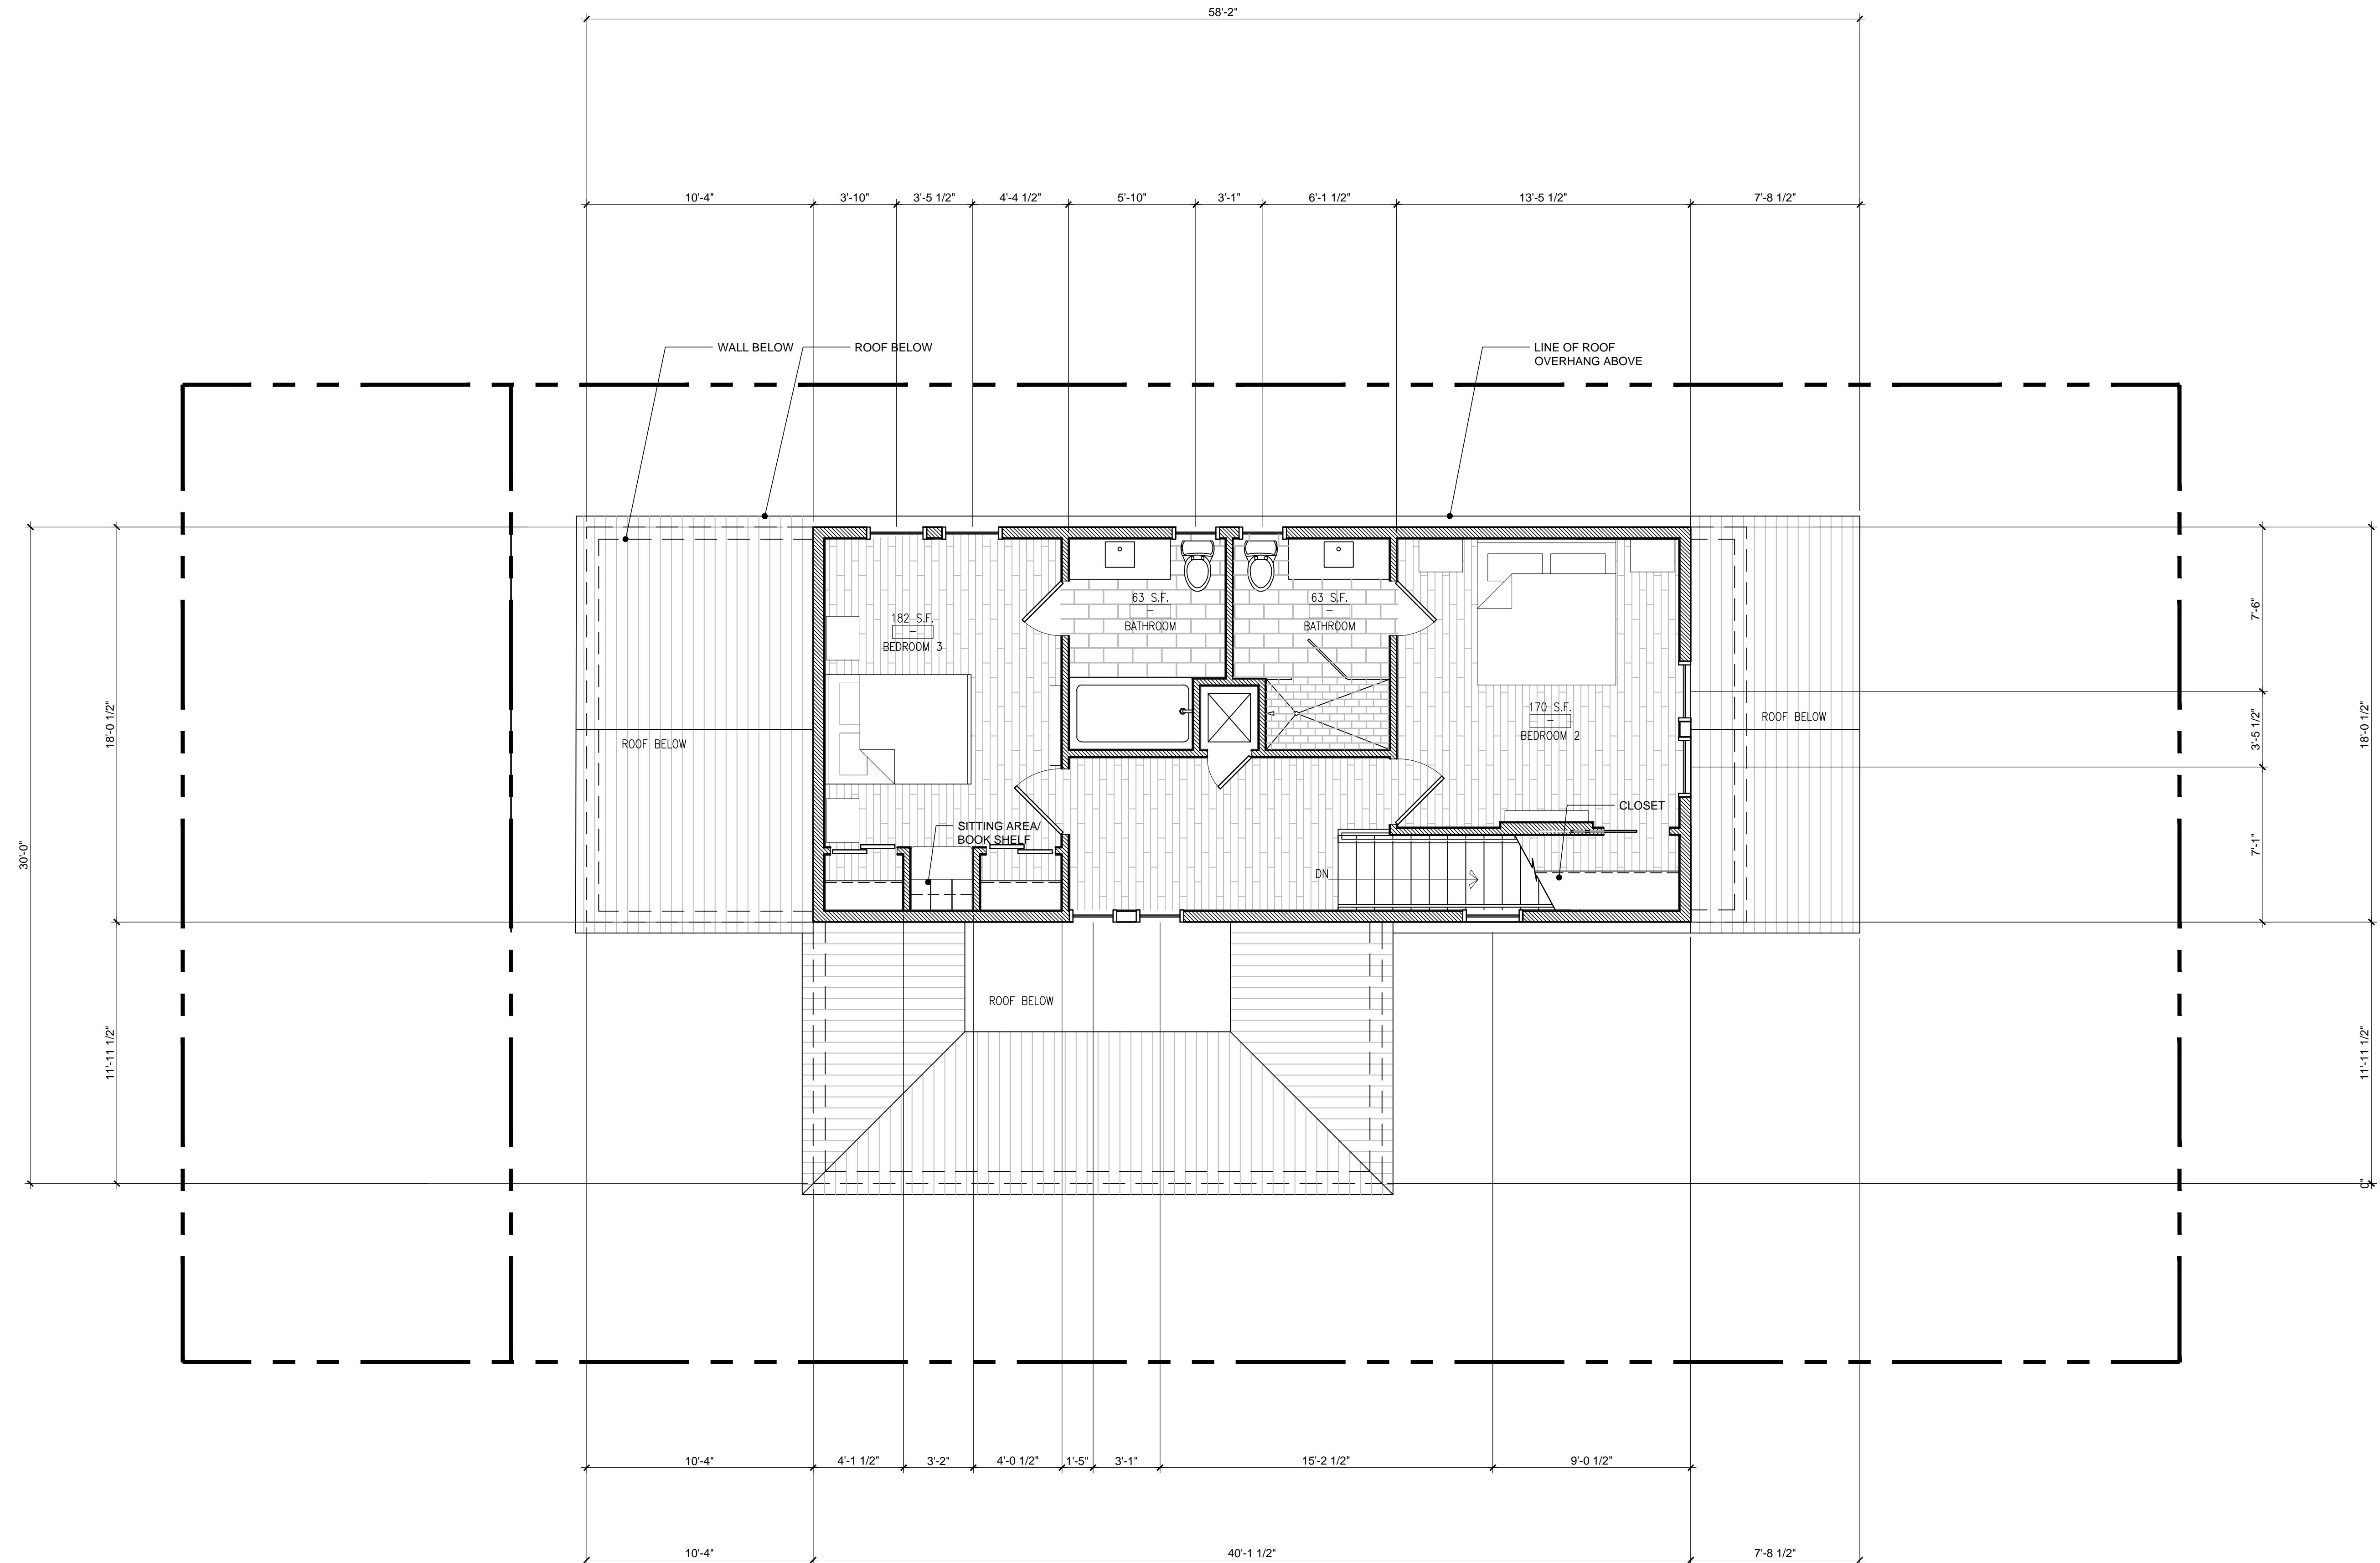 58'-2"
10'-4"
3'-10"
3'-5 1/2"
4'-4 1/2"
5'-10"
3'-1"
6'-1 1/2"
13'-5 1/2"
7'-8 1/2"
WALL BELOW
ROOF BELOW
LINE OF ROOF
OVERHANG ABOVE
63 S.F.
-
BATHROOM
63 S.F.
-
BATHROOM
182 S.F.
-
BEDROOM 3
170 S.F.
-
BEDROOM 2
ROOF BELOW
ROOF BELOW
CLOSET
SITTING AREA/
BOOK SHELF
DN
ROOF BELOW
30'-0"
18'-0 1/2"
11'-11 1/2"
7'-6"
3'-5 1/2"
7'-1"
18'-0 1/2"
11'-11 1/2"
0"
10'-4"
4'-1 1/2"
3'-2"
4'-0 1/2"
1'-5"
3'-1"
15'-2 1/2"
9'-0 1/2"
10'-4"
40'-1 1/2"
7'-8 1/2"